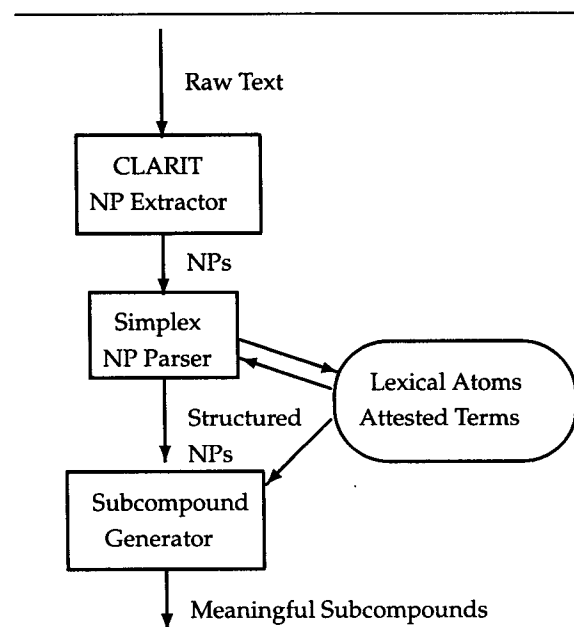 Raw Text
CLARIT
NP Extractor
NPs
Simplex
NP Parser
Lexical Atoms
Attested Terms
Structured
NPs
Subcompound
Generator
Meaningful Subcompounds